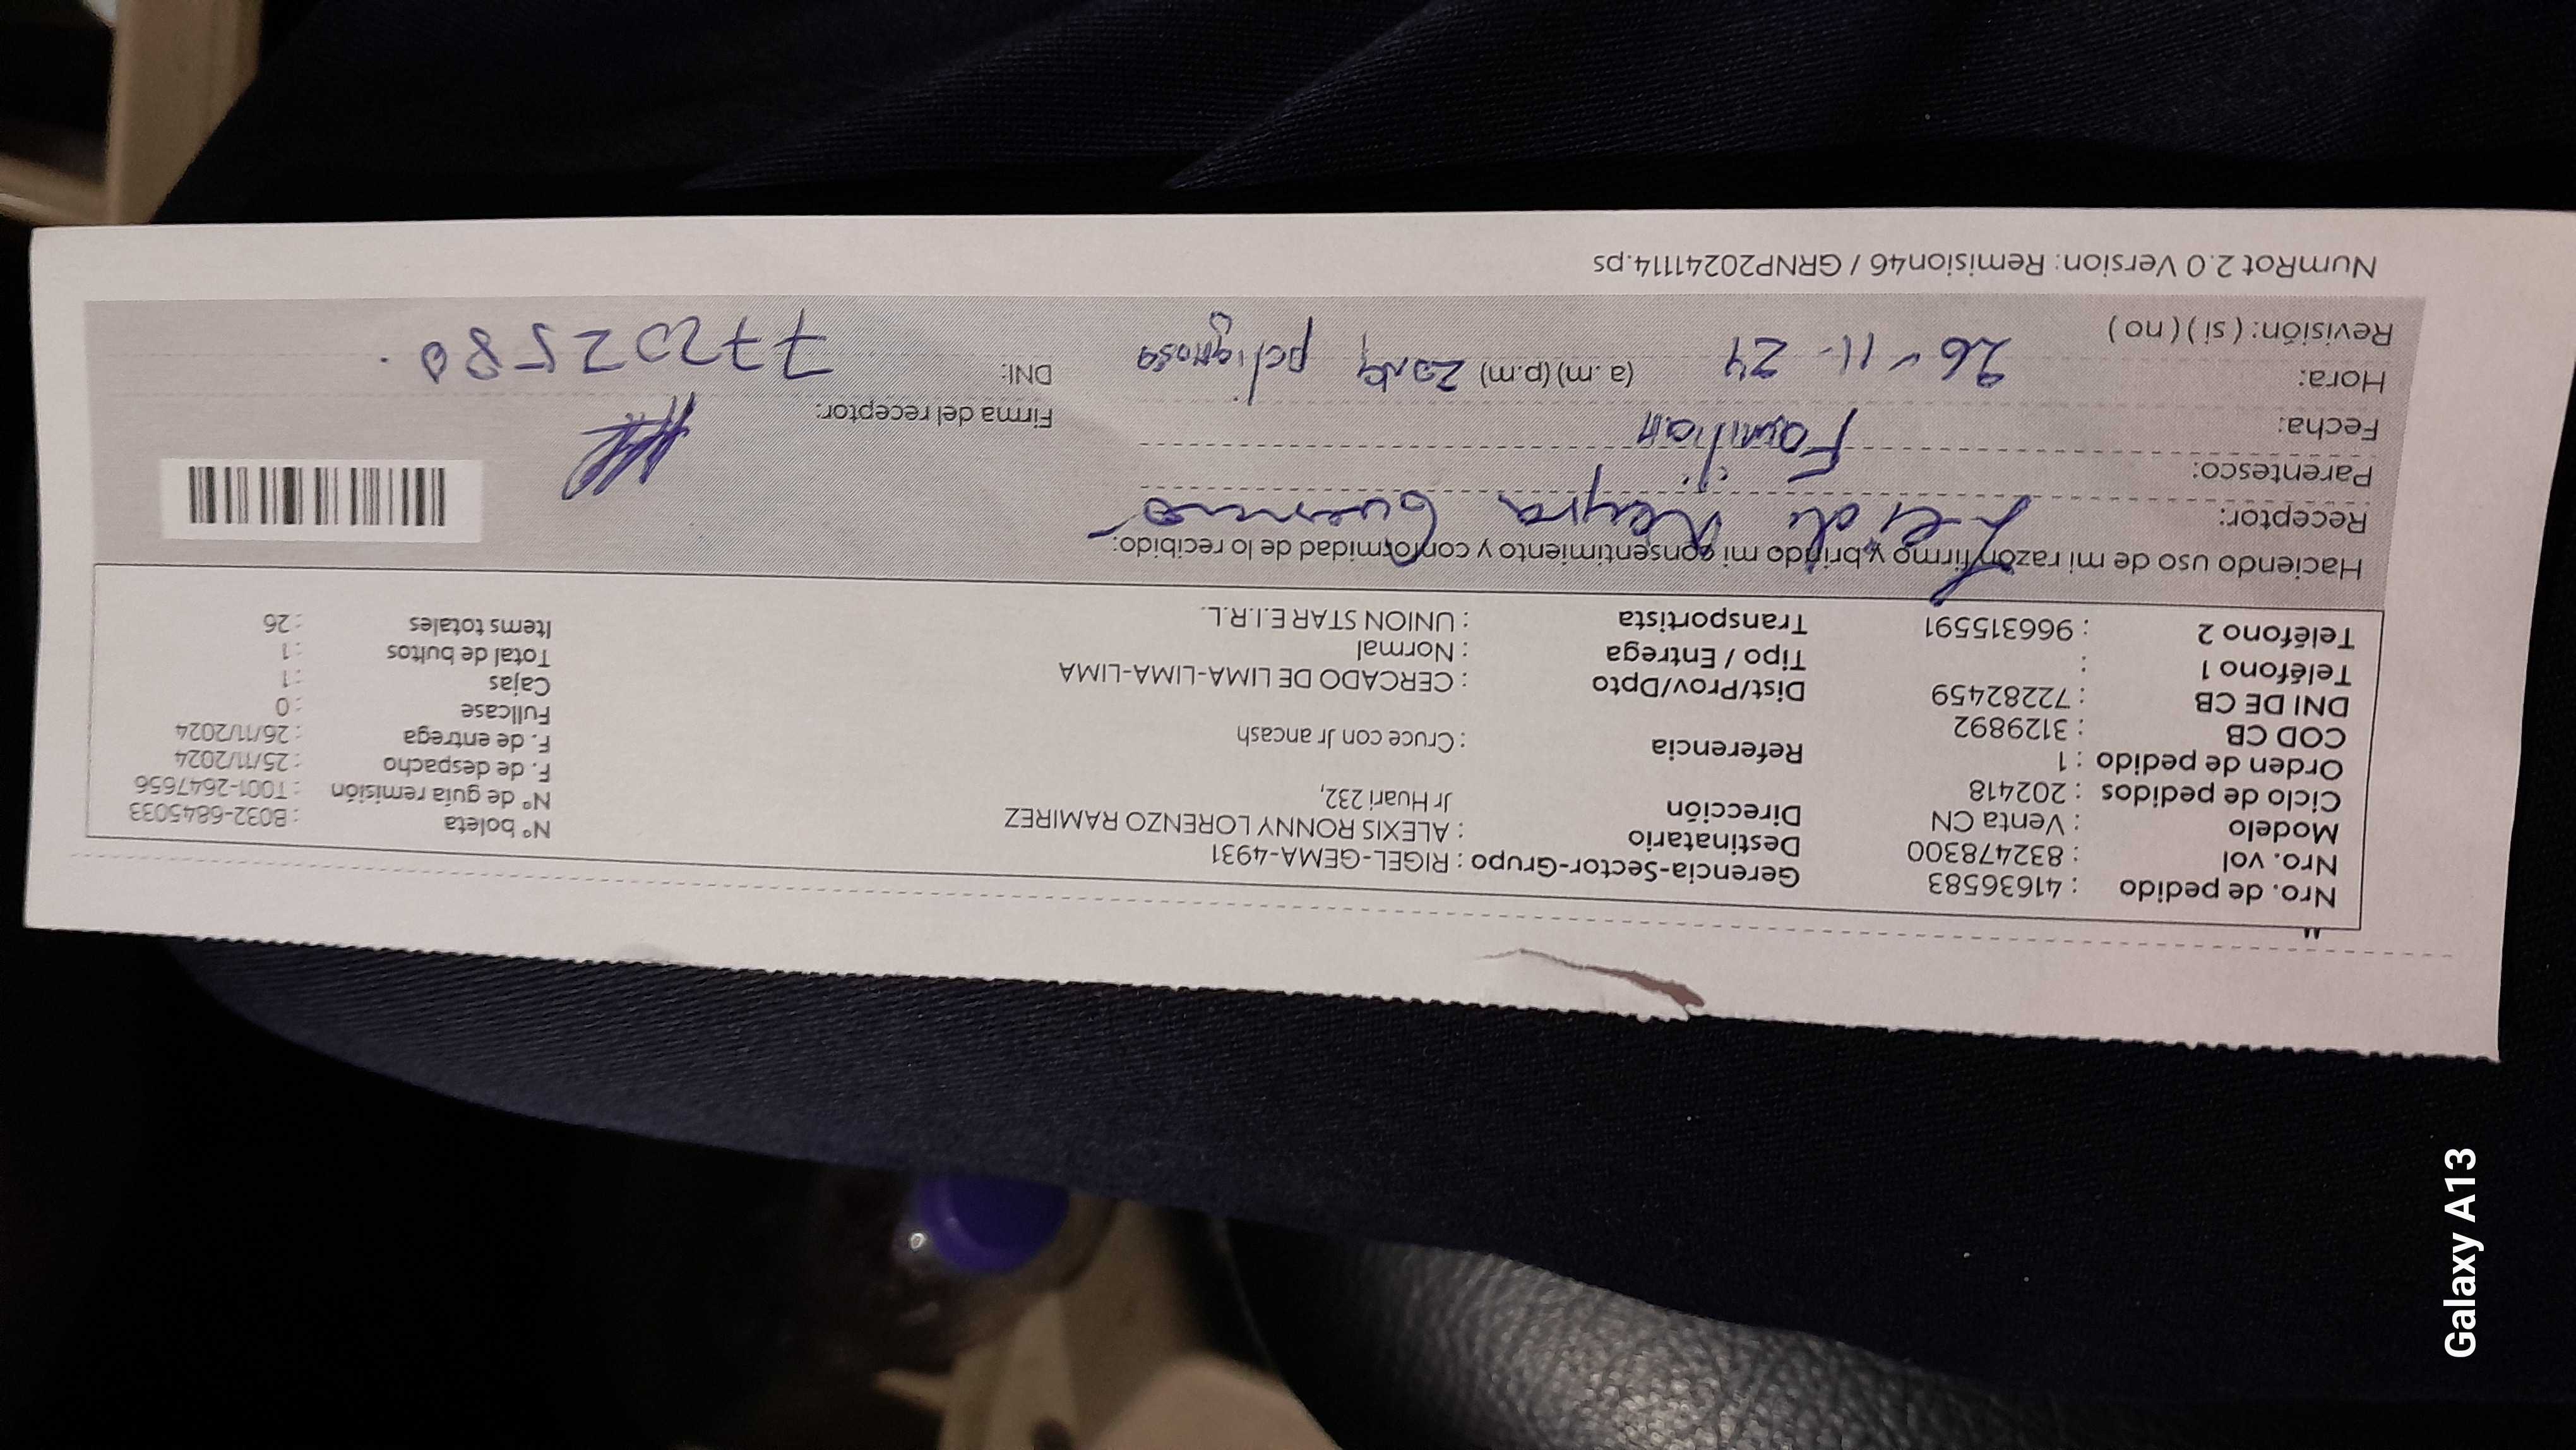 "
Nro. de pedido : 41636583
Nro. vol : 832478300
Modelo : Venta CN
Ciclo de pedidos : 202418
Orden de pedido : 1
COD CB : 3129892
DNI DE CB : 72282459
Teléfono 1 :
Teléfono 2 : 966315591
Gerencia-Sector-Grupo : RIGEL-GEMA-4931
Destinatario : ALEXIS RONNY LORENZO RAMIREZ
Dirección Jr Huari 232,
Referencia : Cruce con Jr ancash
Dist/Prov/Dpto : CERCADO DE LIMA-LIMA-LIMA
Tipo / Entrega : Normal
Transportista : UNION STAR E.I.R.L.
Nº boleta : B032-6845033
Nº de guía remisión : T001-2647656
F. de despacho : 25/11/2024
F. de entrega : 26/11/2024
Fullcase : 0
Cajas : 1
Total de bultos : 1
Items totales : 26
Haciendo uso de mi razón firmo y brindo mi consentimiento y conformidad de lo recibido:
Receptor: Leidi Neyra Guerrero
Parentesco: Familiar
Fecha: 26-11-24
Hora: (a.m)(p.m) Zona peligrosa
Revisión: ( si ) ( no )
Firma del receptor:
DNI: 77202580.
NumRot 2.0 Version: Remision46 / GRNP20241114.ps
Galaxy A13